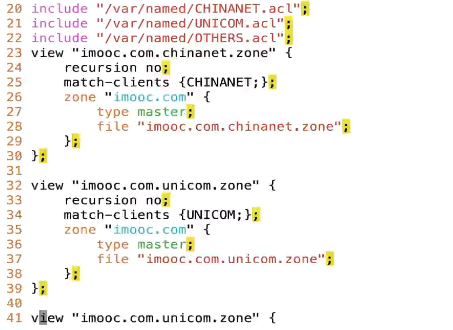 20 include "/var/named/CHINANET.acl";
21 include "/var/named/UNICOM.acl";
22 include "/var/named/OTHERS.acl";
23 view "imooc.com.chinanet.zone" {
24     recursion no;
25     match-clients {CHINANET;};
26     zone "imooc.com" {
27         type master;
28         file "imooc.com.chinanet.zone";
29     };
30 };
31
32 view "imooc.com.unicom.zone" {
33     recursion no;
34     match-clients {UNICOM;};
35     zone "imooc.com" {
36         type master;
37         file "imooc.com.unicom.zone";
38     };
39 };
40
41 view "imooc.com.unicom.zone" {